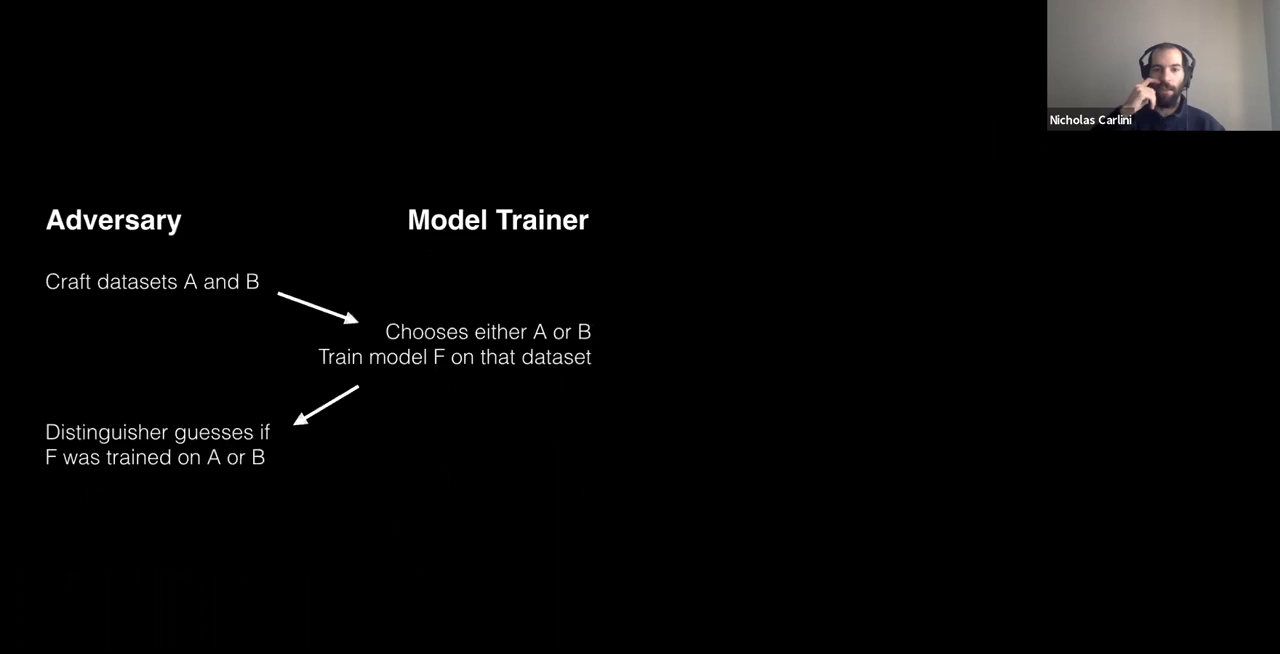 Nicholas Carlini
Adversary
Model Trainer
Craft datasets A and B
Chooses either A or B
Train model F on that dataset
Distinguisher guesses if
F was trained on A or B